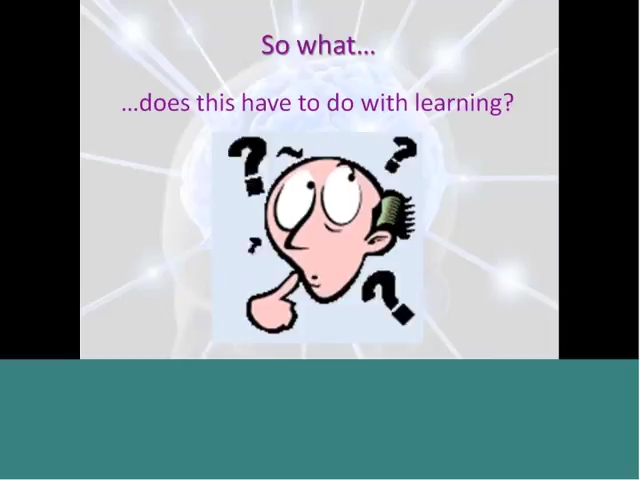 So what...
...does this have to do with learning?
? ?
?
?